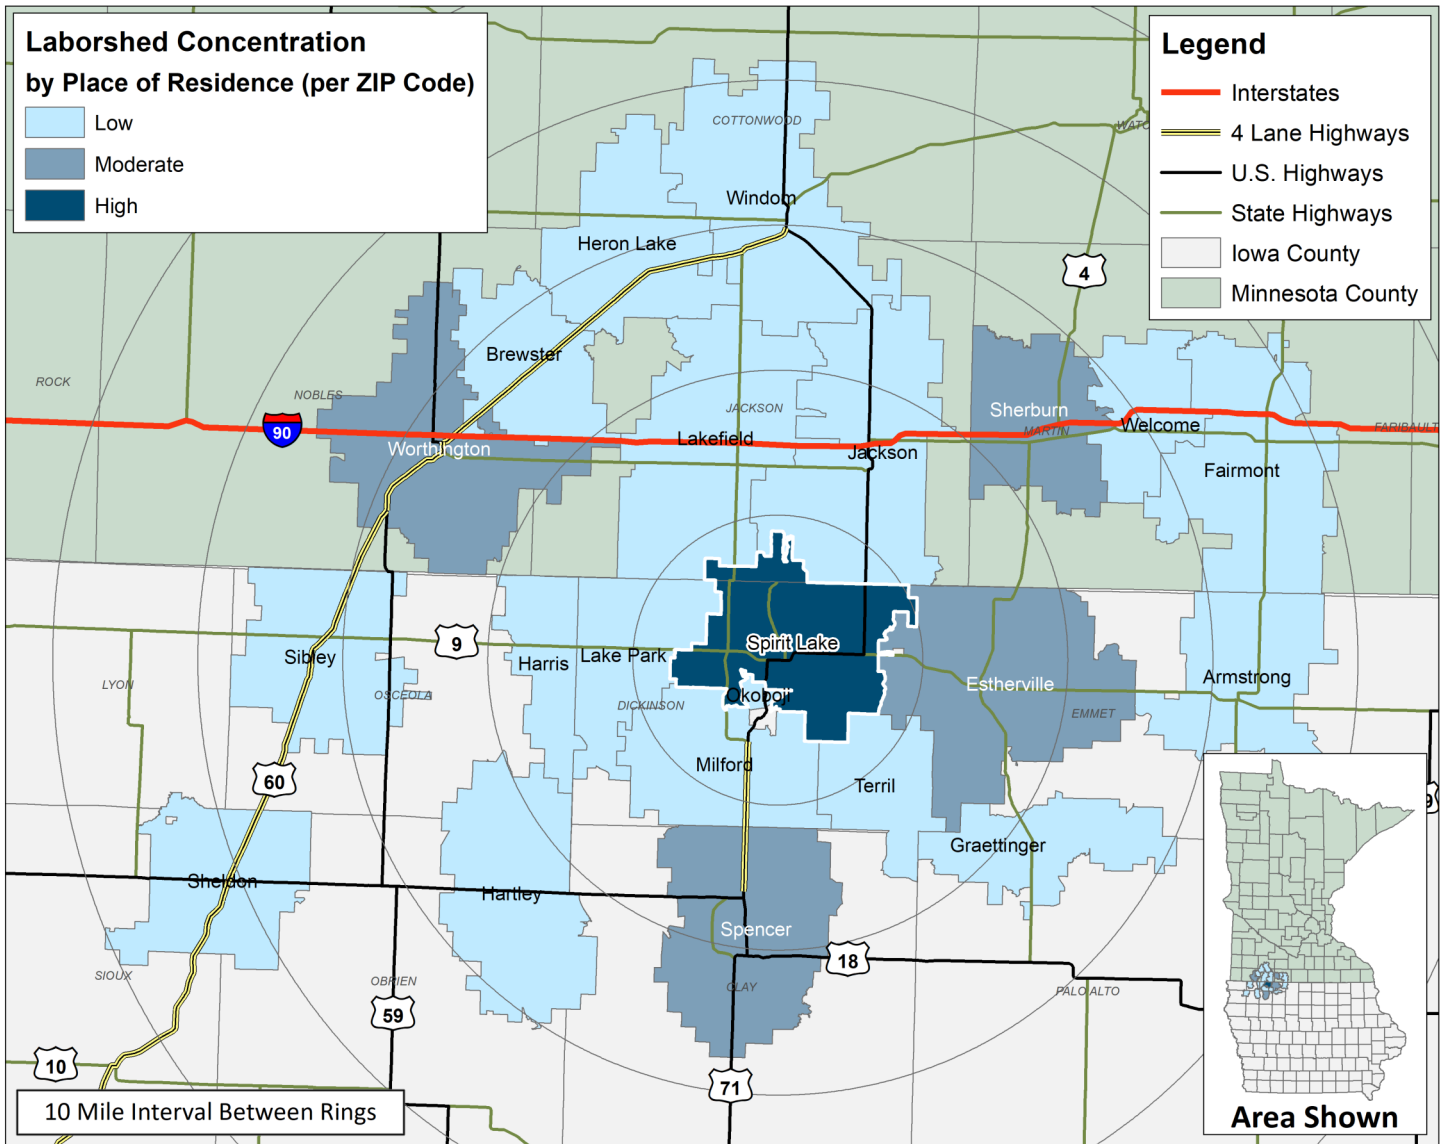 Laborshed Concentration
by Place of Residence (per ZIP Code)
Low
Moderate
High
Legend
Interstates
4 Lane Highways
U.S. Highways
State Highways
Iowa County
Minnesota County
COTTONWOOD
Windom
Heron Lake
4
Brewster
ROCK
NOBLES
JACKSON
Sherburn
MARTIN
Welcome
FARIBAULT
90
Worthington
Lakefield
Jackson
Fairmont
9
Spirit Lake
Sibley
Harris
Lake Park
LYON
OSCEOLA
DICKINSON
Okoboji
Estherville
EMMET
Armstrong
Milford
Terril
60
Graettinger
Sheldon
Hartley
Spencer
18
SIOUX
OBRIEN
CLAY
PALO ALTO
59
10
71
10 Mile Interval Between Rings
Area Shown